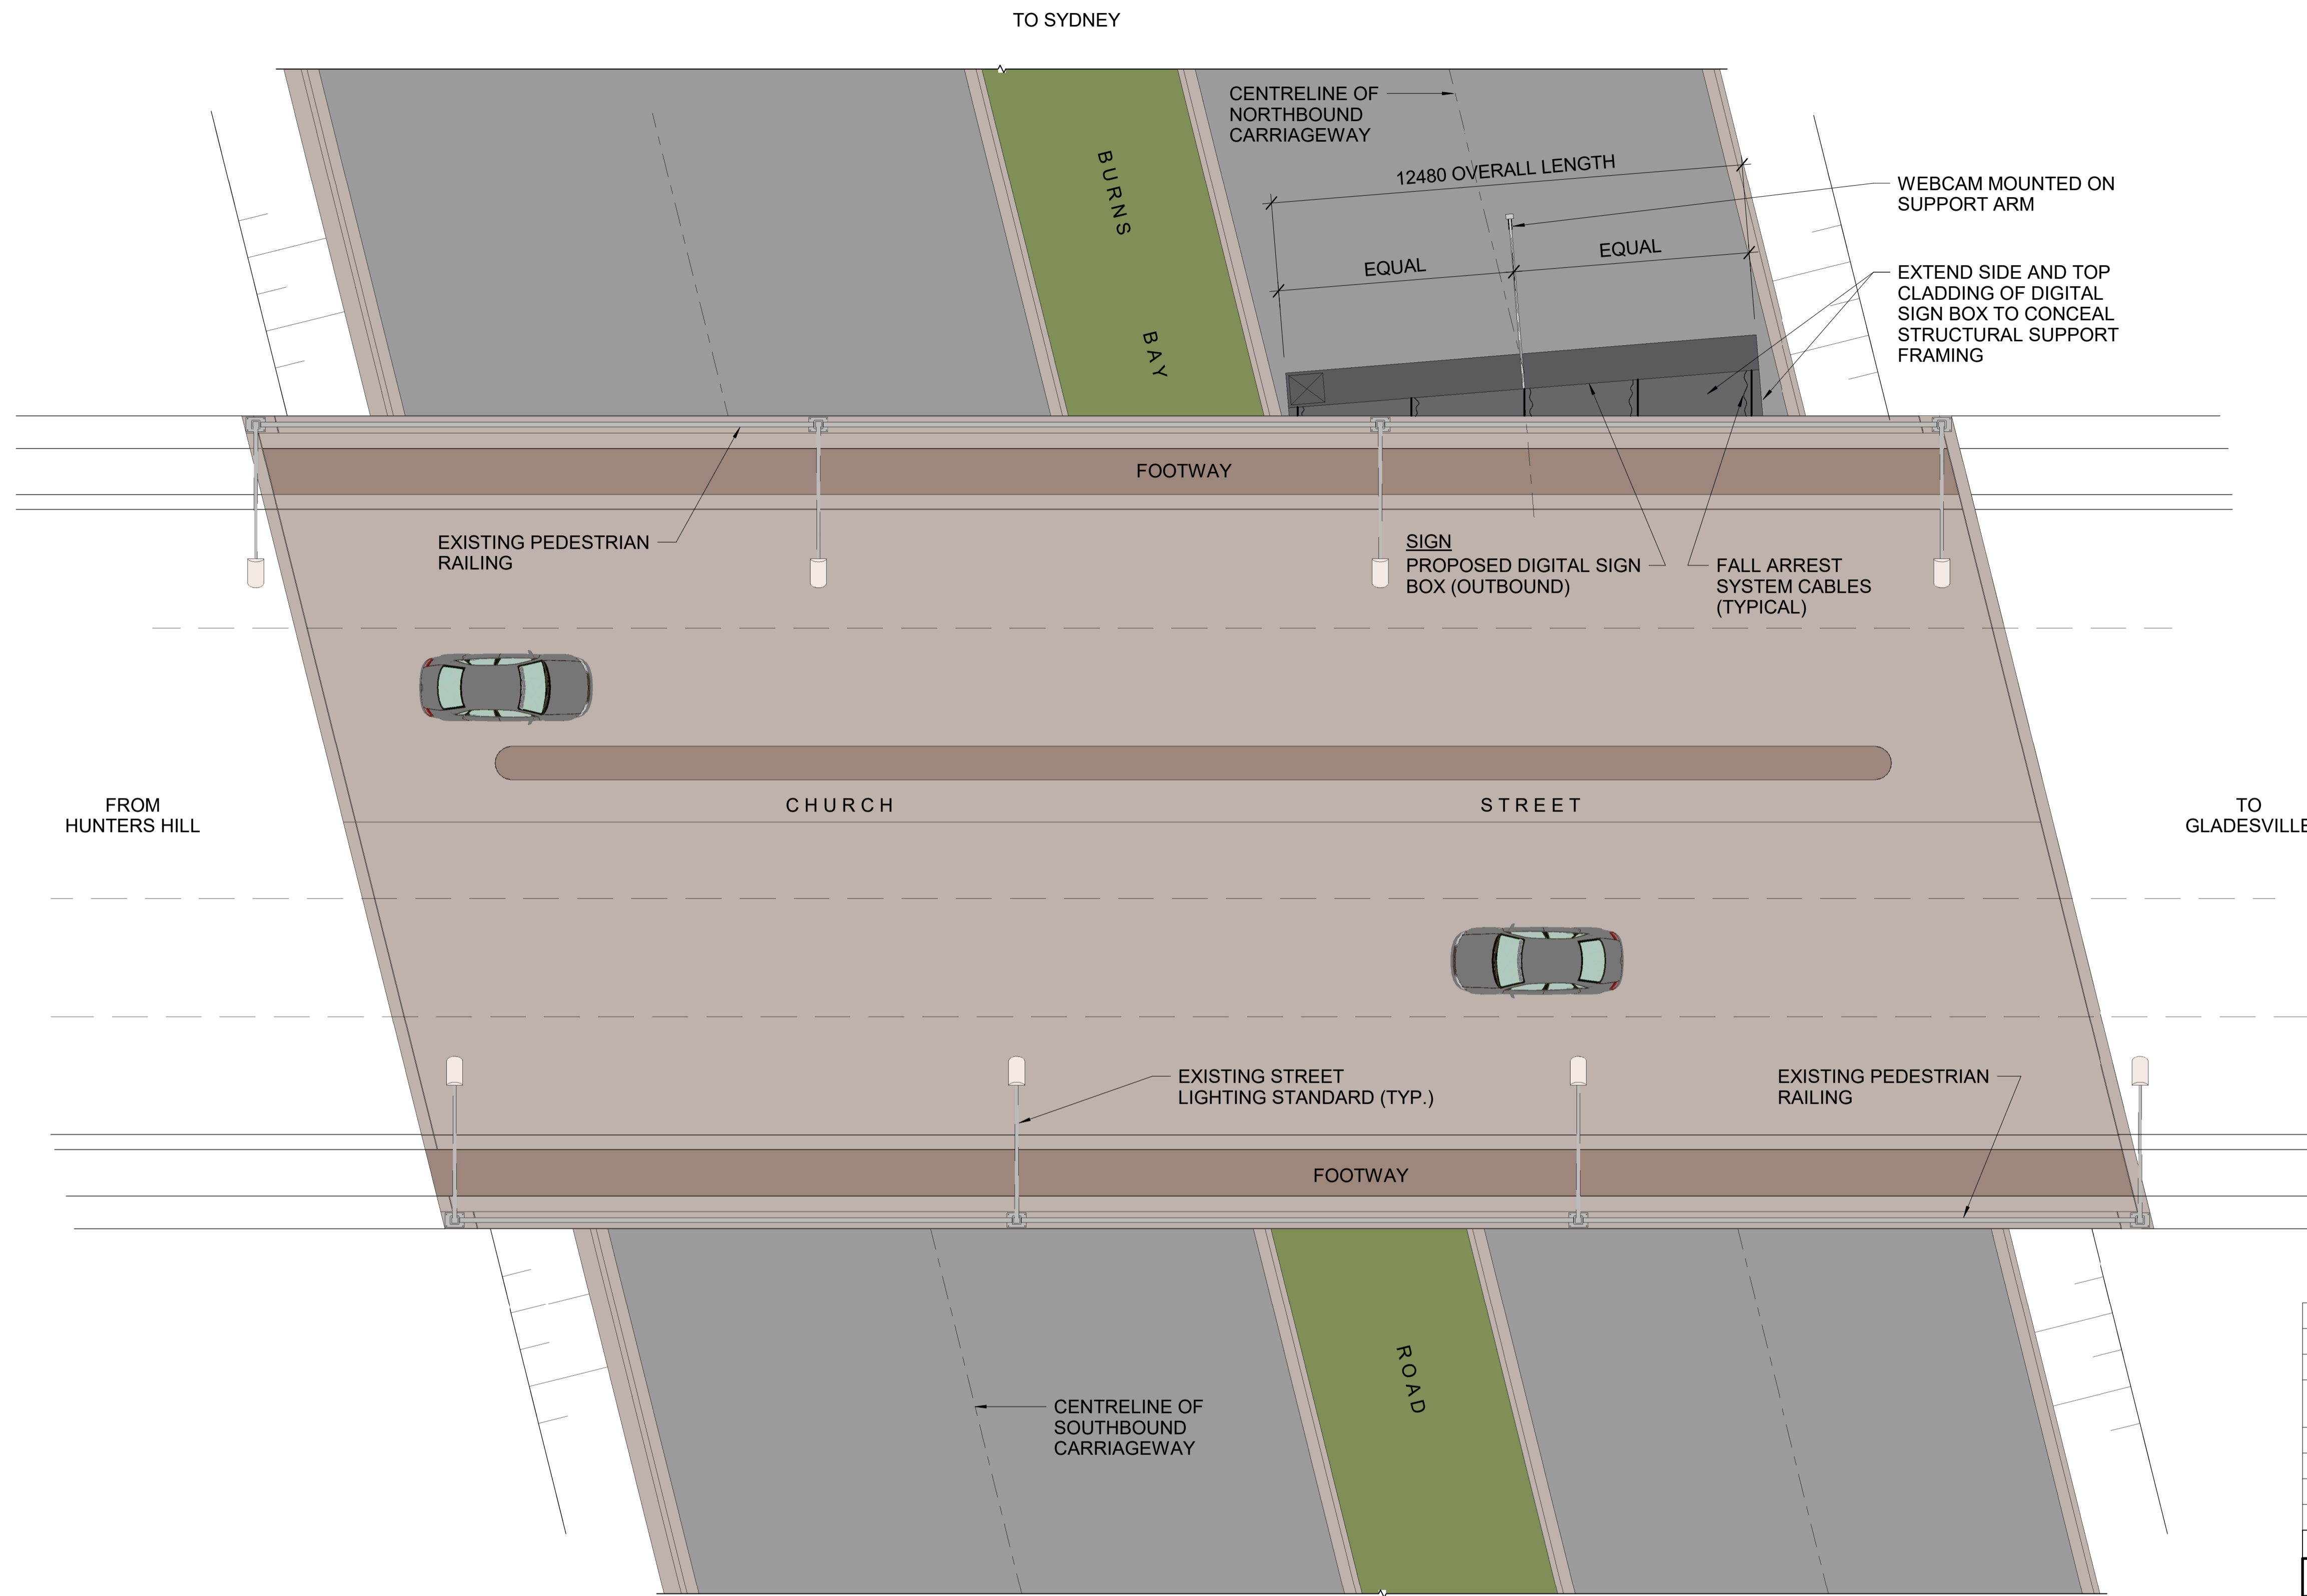 TO SYDNEY
CENTRELINE OF
NORTHBOUND
CARRIAGEWAY
12480 OVERALL LENGTH
WEBCAM MOUNTED ON
SUPPORT ARM
EQUAL
EQUAL
EXTEND SIDE AND TOP
CLADDING OF DIGITAL
SIGN BOX TO CONCEAL
STRUCTURAL SUPPORT
FRAMING
BURNS
BAY
FOOTWAY
EXISTING PEDESTRIAN
RAILING
SIGN
PROPOSED DIGITAL SIGN
BOX (OUTBOUND)
FALL ARREST
SYSTEM CABLES
(TYPICAL)
FROM
HUNTERS HILL
CHURCH STREET
TO
GLADESVILLE
EXISTING STREET
LIGHTING STANDARD (TYP.)
EXISTING PEDESTRIAN
RAILING
FOOTWAY
ROAD
CENTRELINE OF
SOUTHBOUND
CARRIAGEWAY